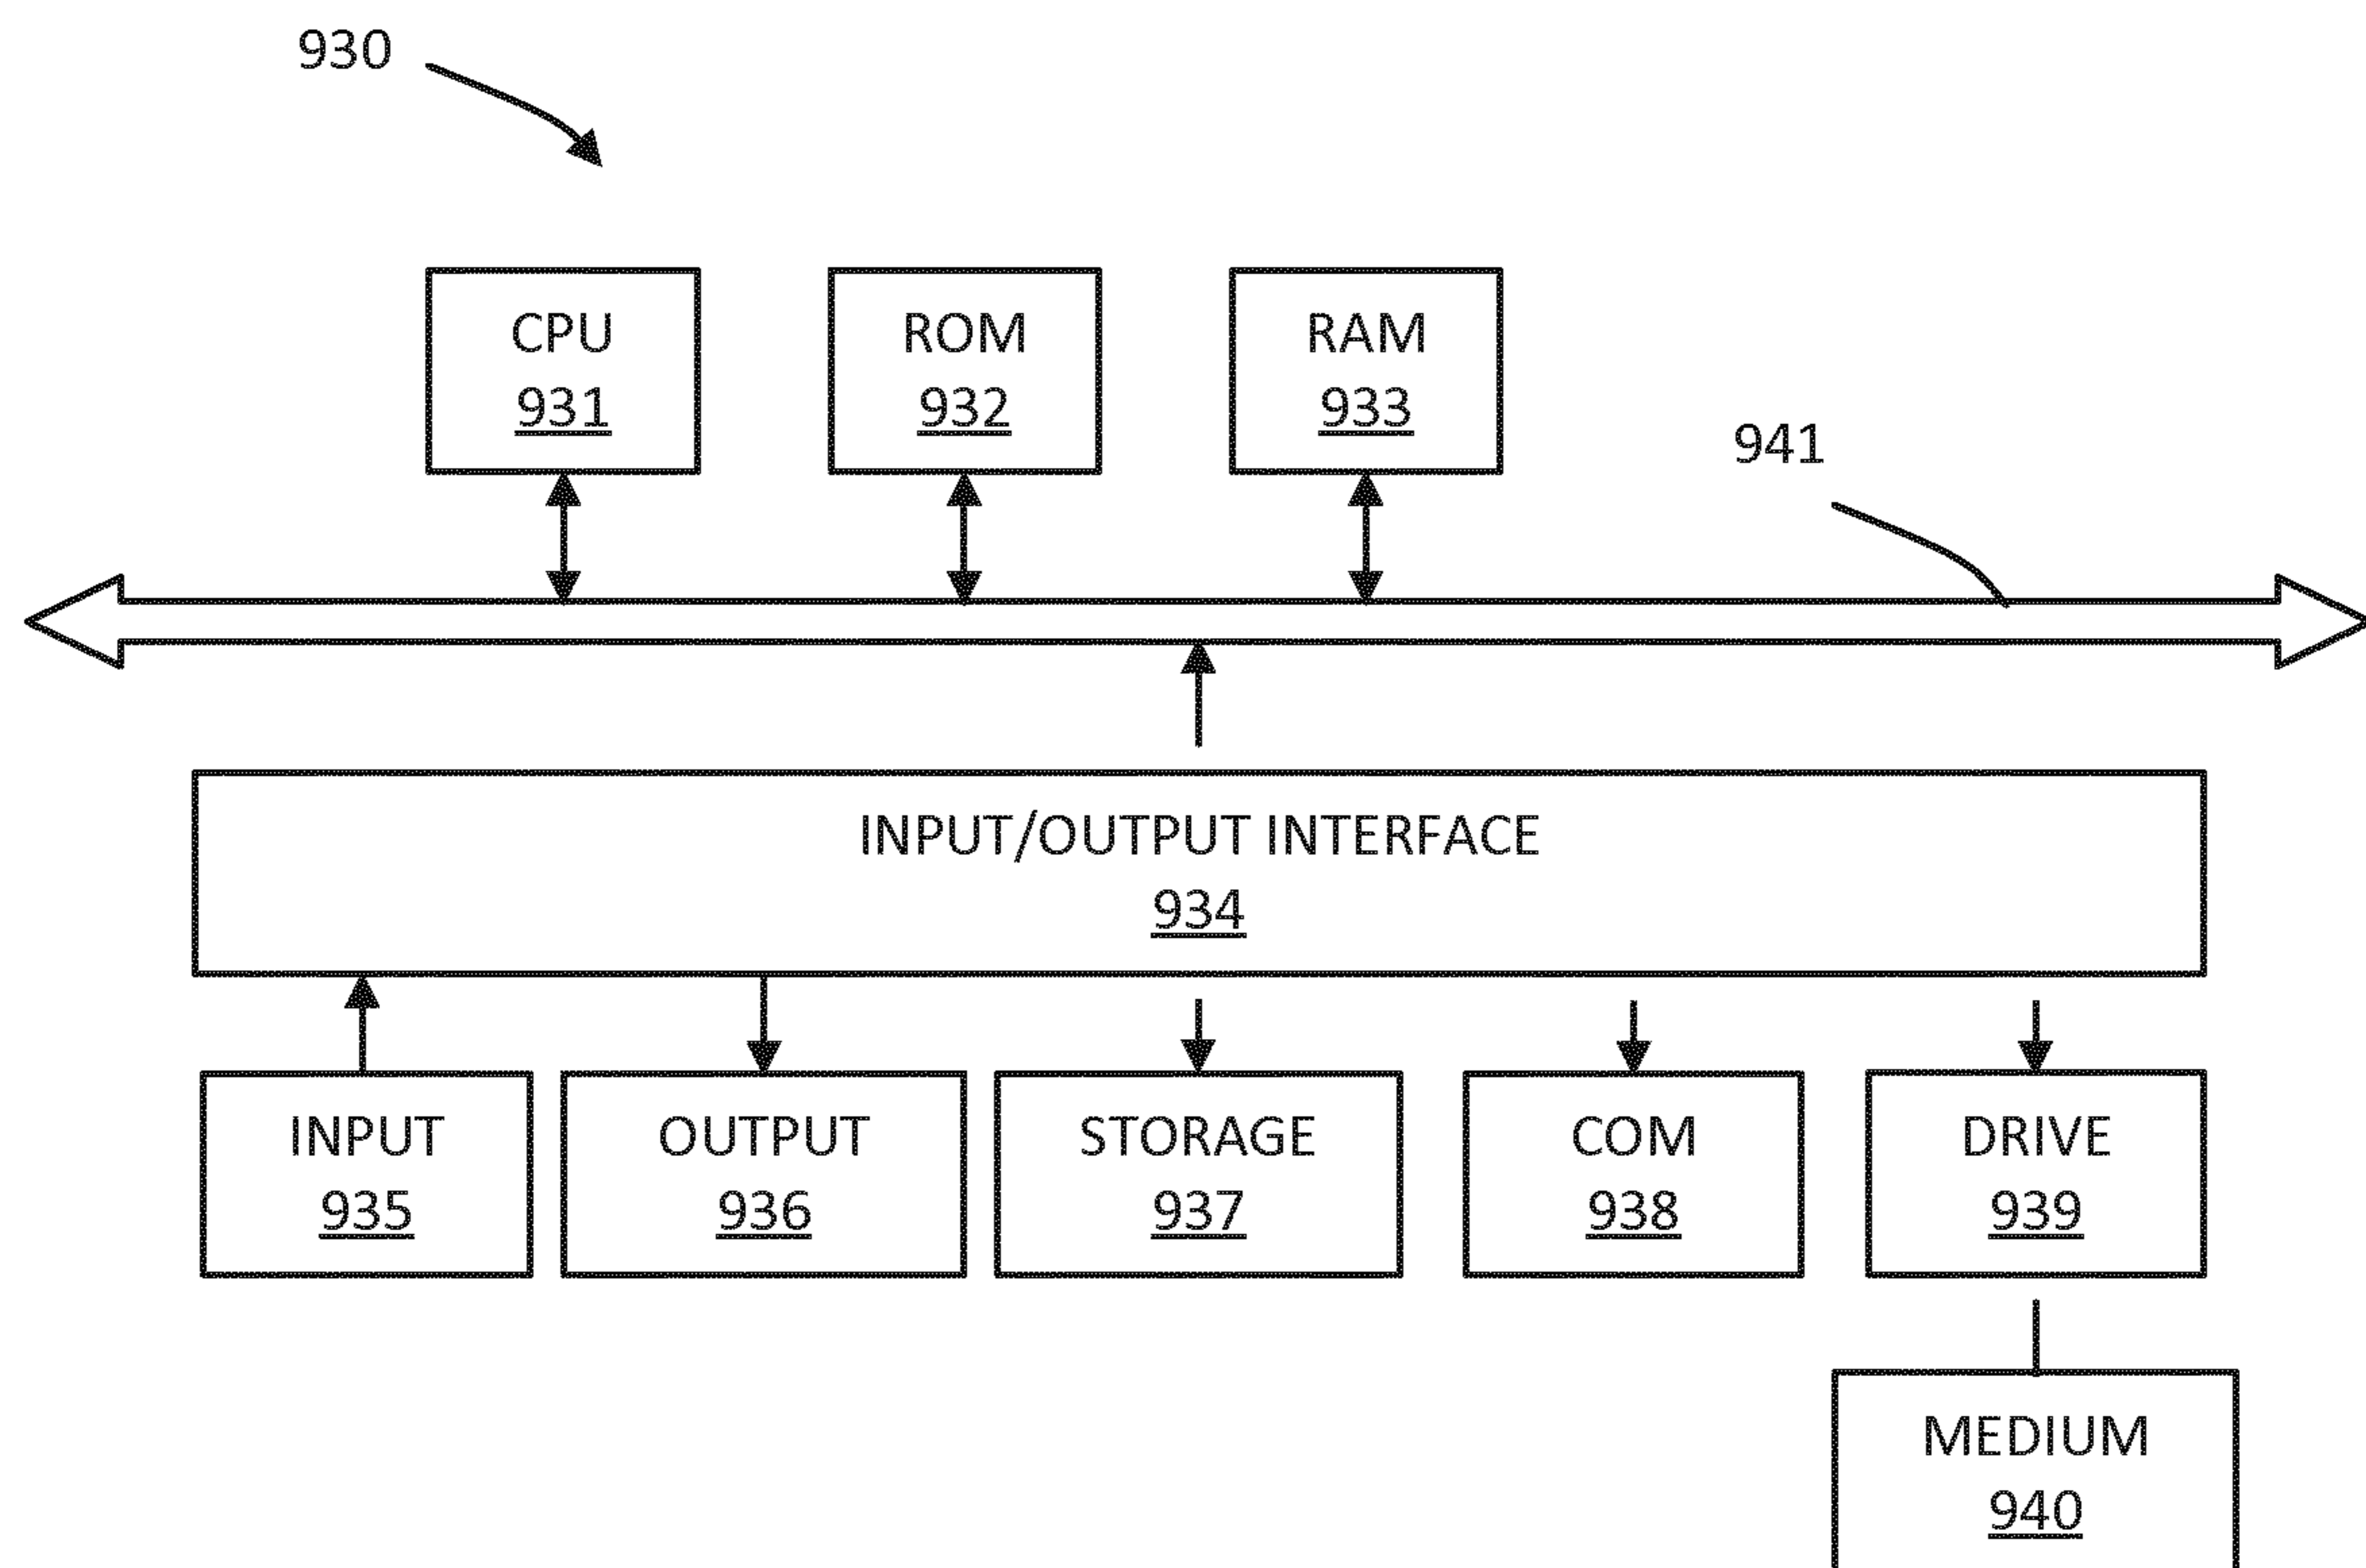 930
CPU
931
ROM
932
RAM
933
941
INPUT/OUTPUT INTERFACE
934
INPUT
935
OUTPUT
936
STORAGE
937
COM
938
DRIVE
939
MEDIUM
940